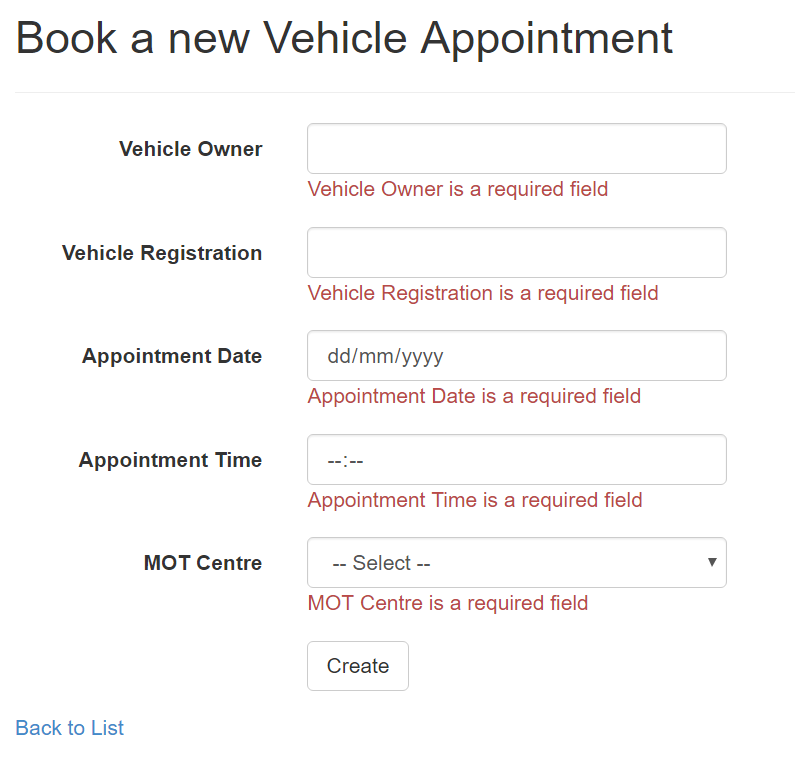 Book a new Vehicle Appointment
Vehicle Owner
Vehicle Owner is a required field
Vehicle Registration
Vehicle Registration is a required field
Appointment Date dd/mm/yyyy
Appointment Date is a required field
Appointment Time --:--
Appointment Time is a required field
MOT Centre -- Select --
MOT Centre is a required field
Create
Back to List